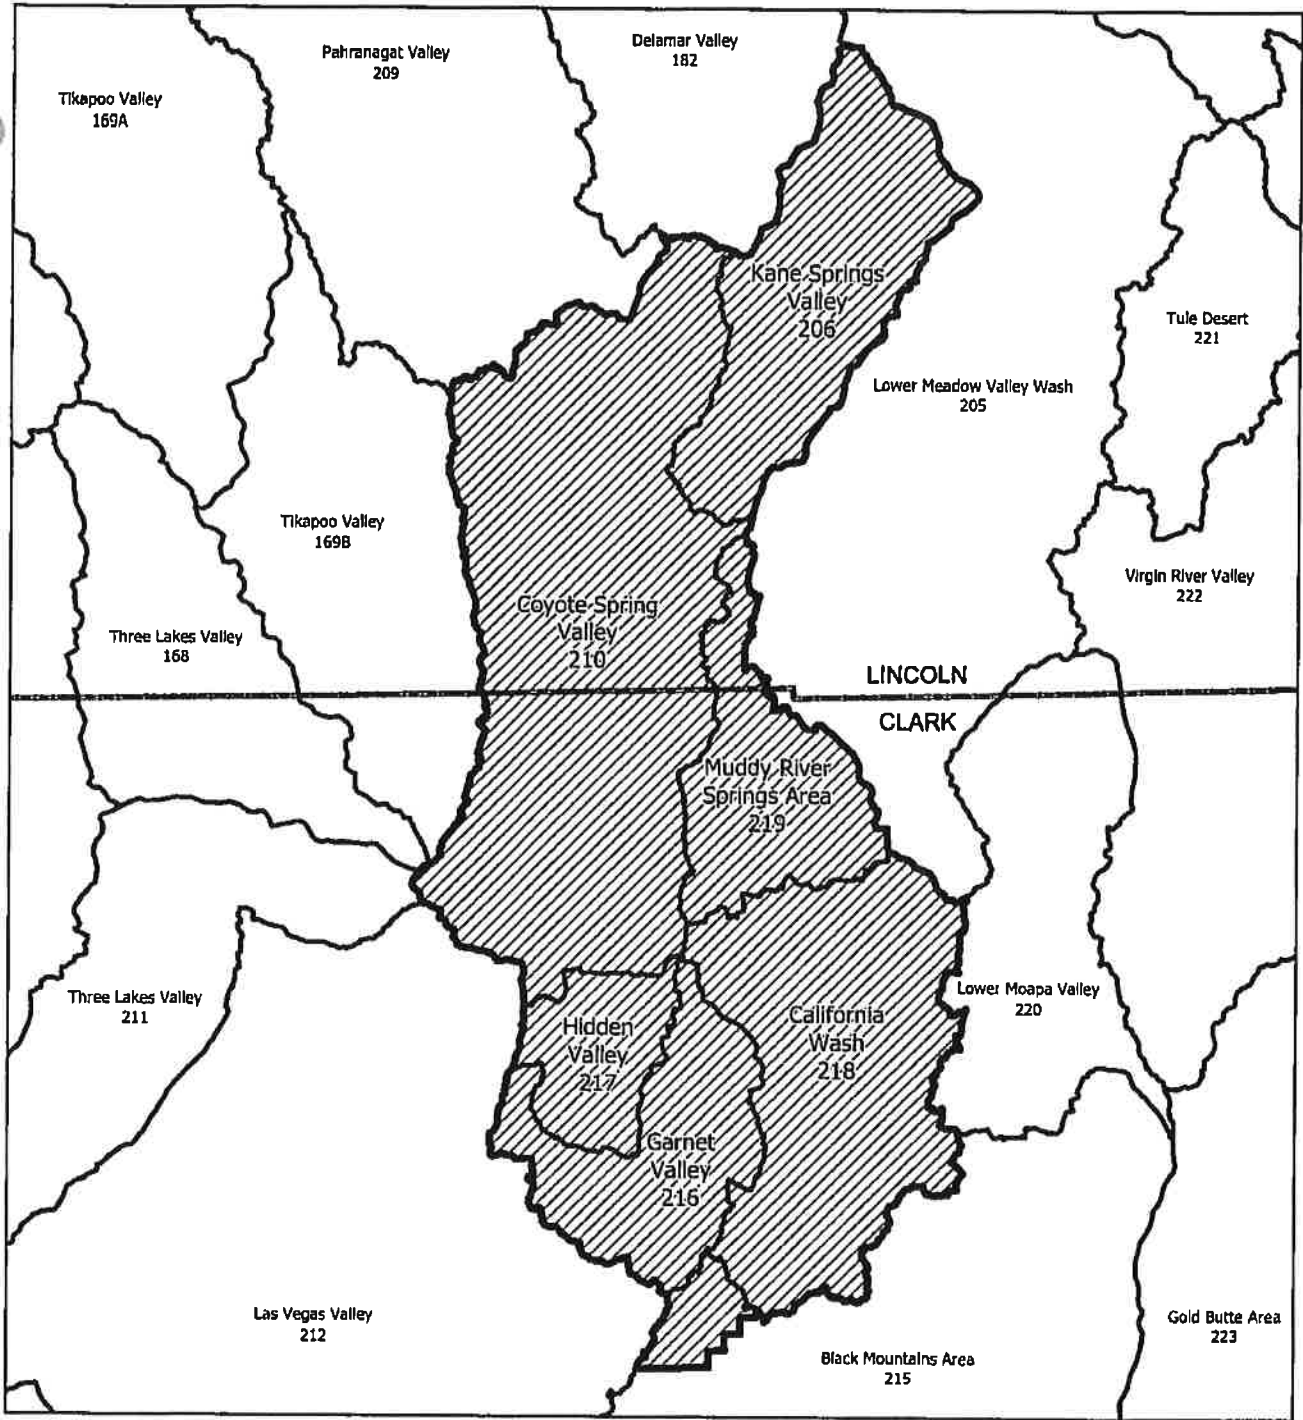 Pahranagat Valley
209
Delamar Valley
182
Tikapoo Valley
169A
Kane Springs
Valley
206
Tule Desert
221
Lower Meadow Valley Wash
205
Tikapoo Valley
169B
Virgin River Valley
222
Coyote Spring
Valley
210
Three Lakes Valley
168
LINCOLN
CLARK
Muddy River
Springs Area
219
Three Lakes Valley
211
Lower Moapa Valley
220
California
Wash
218
Hidden
Valley
217
Garnet
Valley
216
Las Vegas Valley
212
Gold Butte Area
223
Black Mountains Area
215